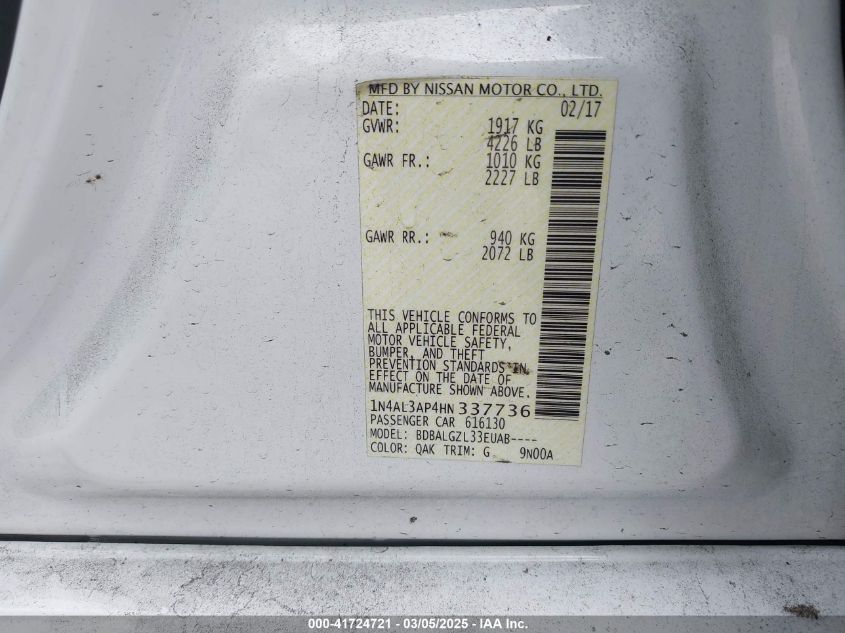 MFD BY NISSAN MOTOR CO., LTD.
DATE: 02/17
GVWR: 1917 KG
4226 LB
GAWR FR.: 1010 KG
2227 LB
GAWR RR.: 940 KG
2072 LB
THIS VEHICLE CONFORMS TO
ALL APPLICABLE FEDERAL
MOTOR VEHICLE SAFETY,
BUMPER, AND THEFT
PREVENTION STANDARDS IN
EFFECT ON THE DATE OF
MANUFACTURE SHOWN ABOVE.
1N4AL3AP4HN337736
PASSENGER CAR 616130
MODEL: BDBALGZL33EUAB----
COLOR: QAK TRIM: G 9N00A
000-41724721 - 03/05/2025 - IAA Inc.